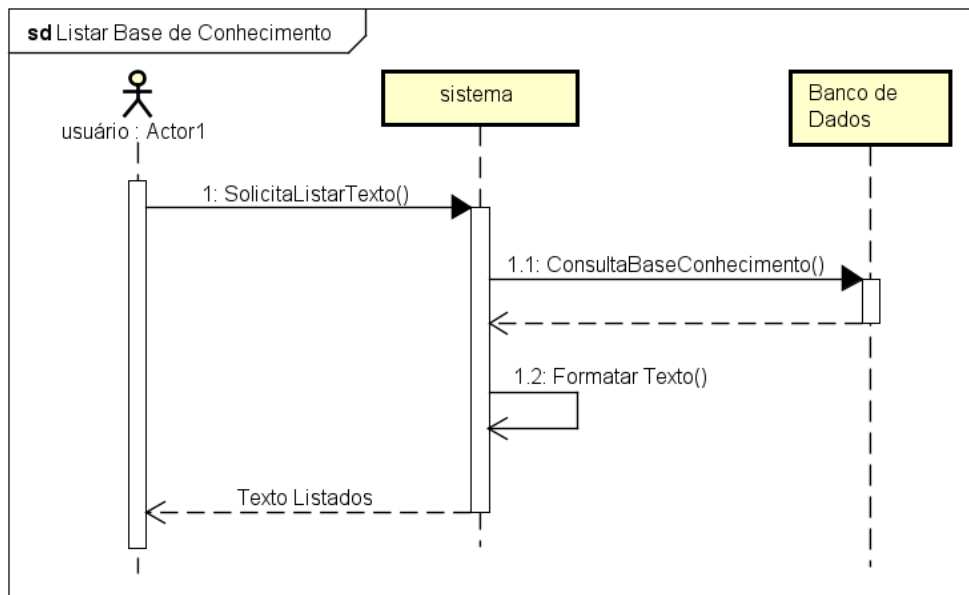 sd Listar Base de Conhecimento
usuário : Actor1
sistema
Banco de
Dados
1: SolicitaListarTexto()
1.1: ConsultaBaseConhecimento()
1.2: Formatar Texto()
Texto Listados